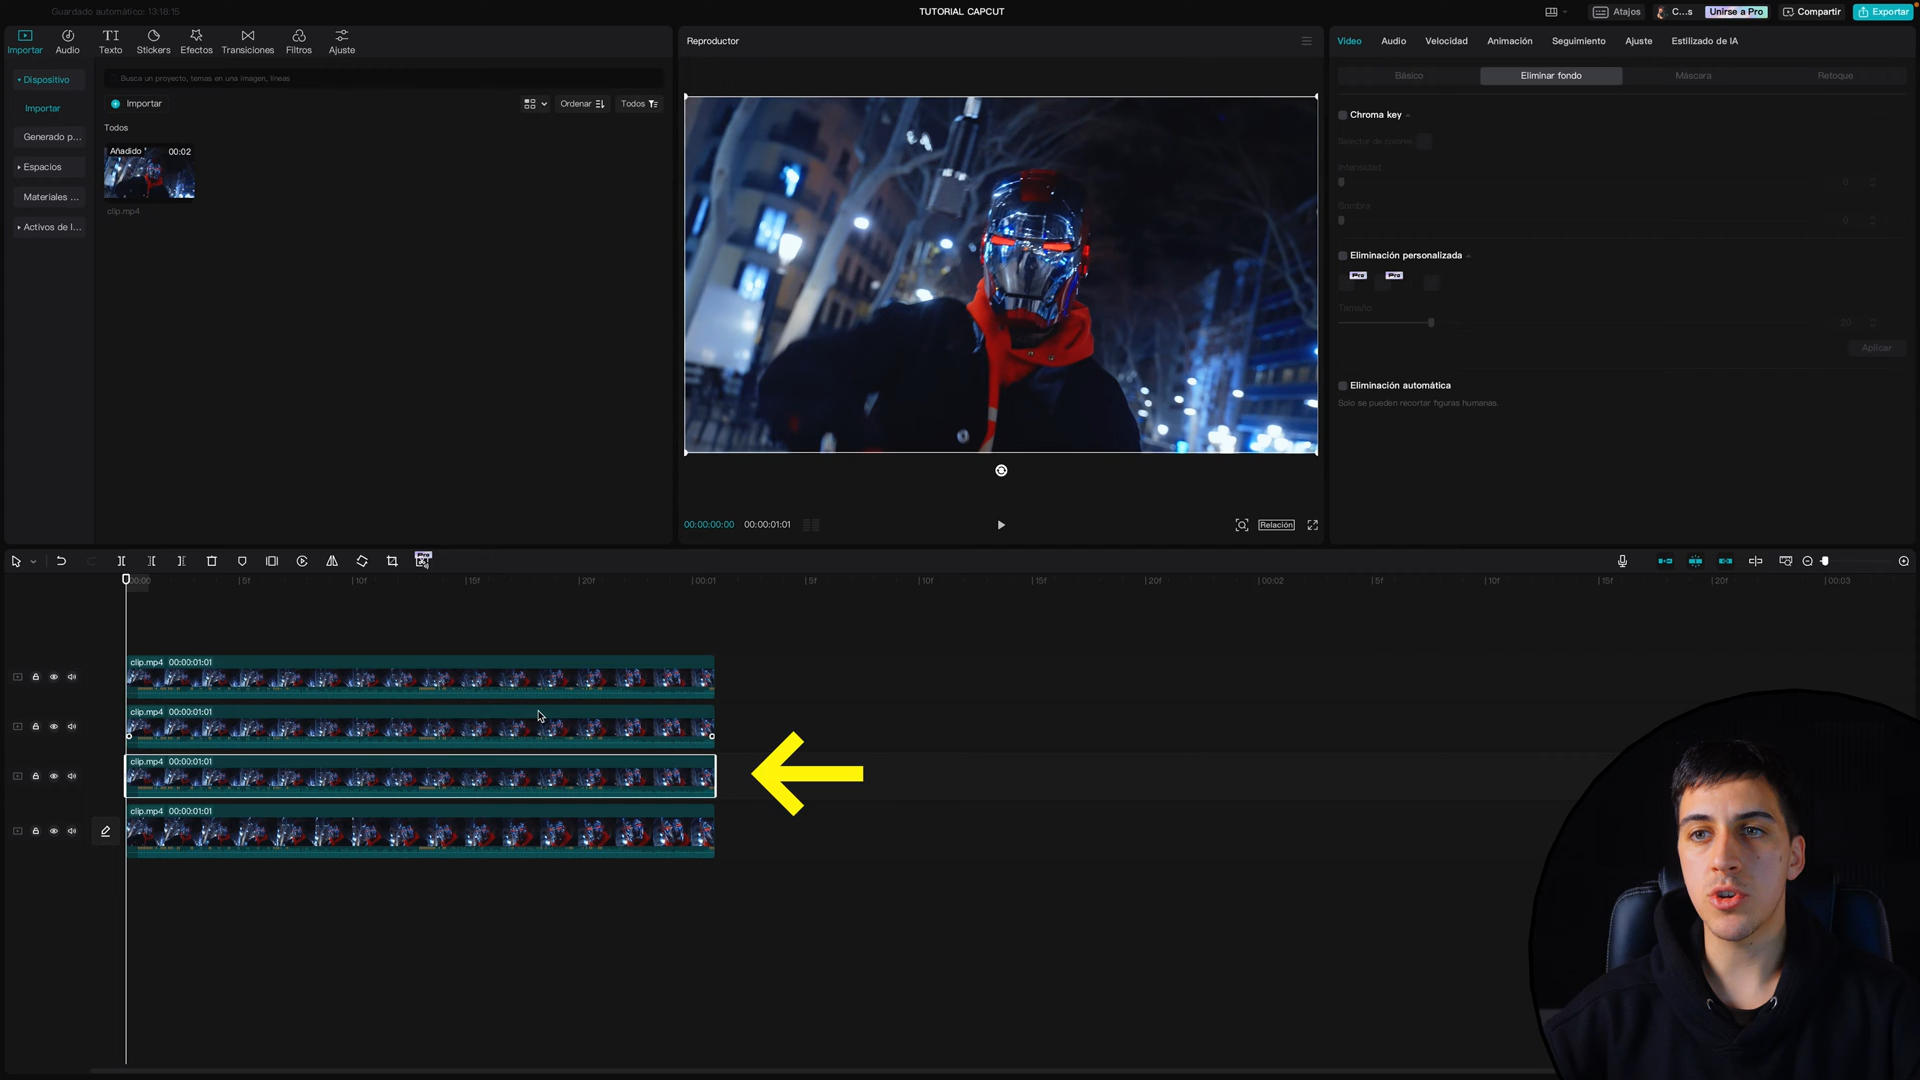 Guardado automático: 13:18:15
TUTORIAL CAPCUT
Atajos
C...s
Unirse a Pro
Compartir
Exportar
Importar
Audio
Texto
Stickers
Efectos
Transiciones
Filtros
Ajuste
Dispositivo
Importar
Generado p...
Espacios
Materiales ...
Activos de I...
Busca un proyecto, temas en una imagen, líneas
Importar
Ordenar
Todos
Todos
Añadido
00:02
clip.mp4
Reproductor
00:00:00:00
00:00:01:01
Relación
Video
Audio
Velocidad
Animación
Seguimiento
Ajuste
Estilizado de IA
Básico
Eliminar fondo
Máscara
Retoque
Chroma key
Selector de colores
Intensidad
0
Sombra
0
Eliminación personalizada
Pro
Pro
Tamaño
20
Aplicar
Eliminación automática
Solo se pueden recortar figuras humanas.
Pro
00:00
5f
10f
15f
20f
00:01
5f
10f
15f
20f
00:02
5f
10f
15f
20f
00:03
clip.mp4 00:00:01:01
clip.mp4 00:00:01:01
clip.mp4 00:00:01:01
clip.mp4 00:00:01:01